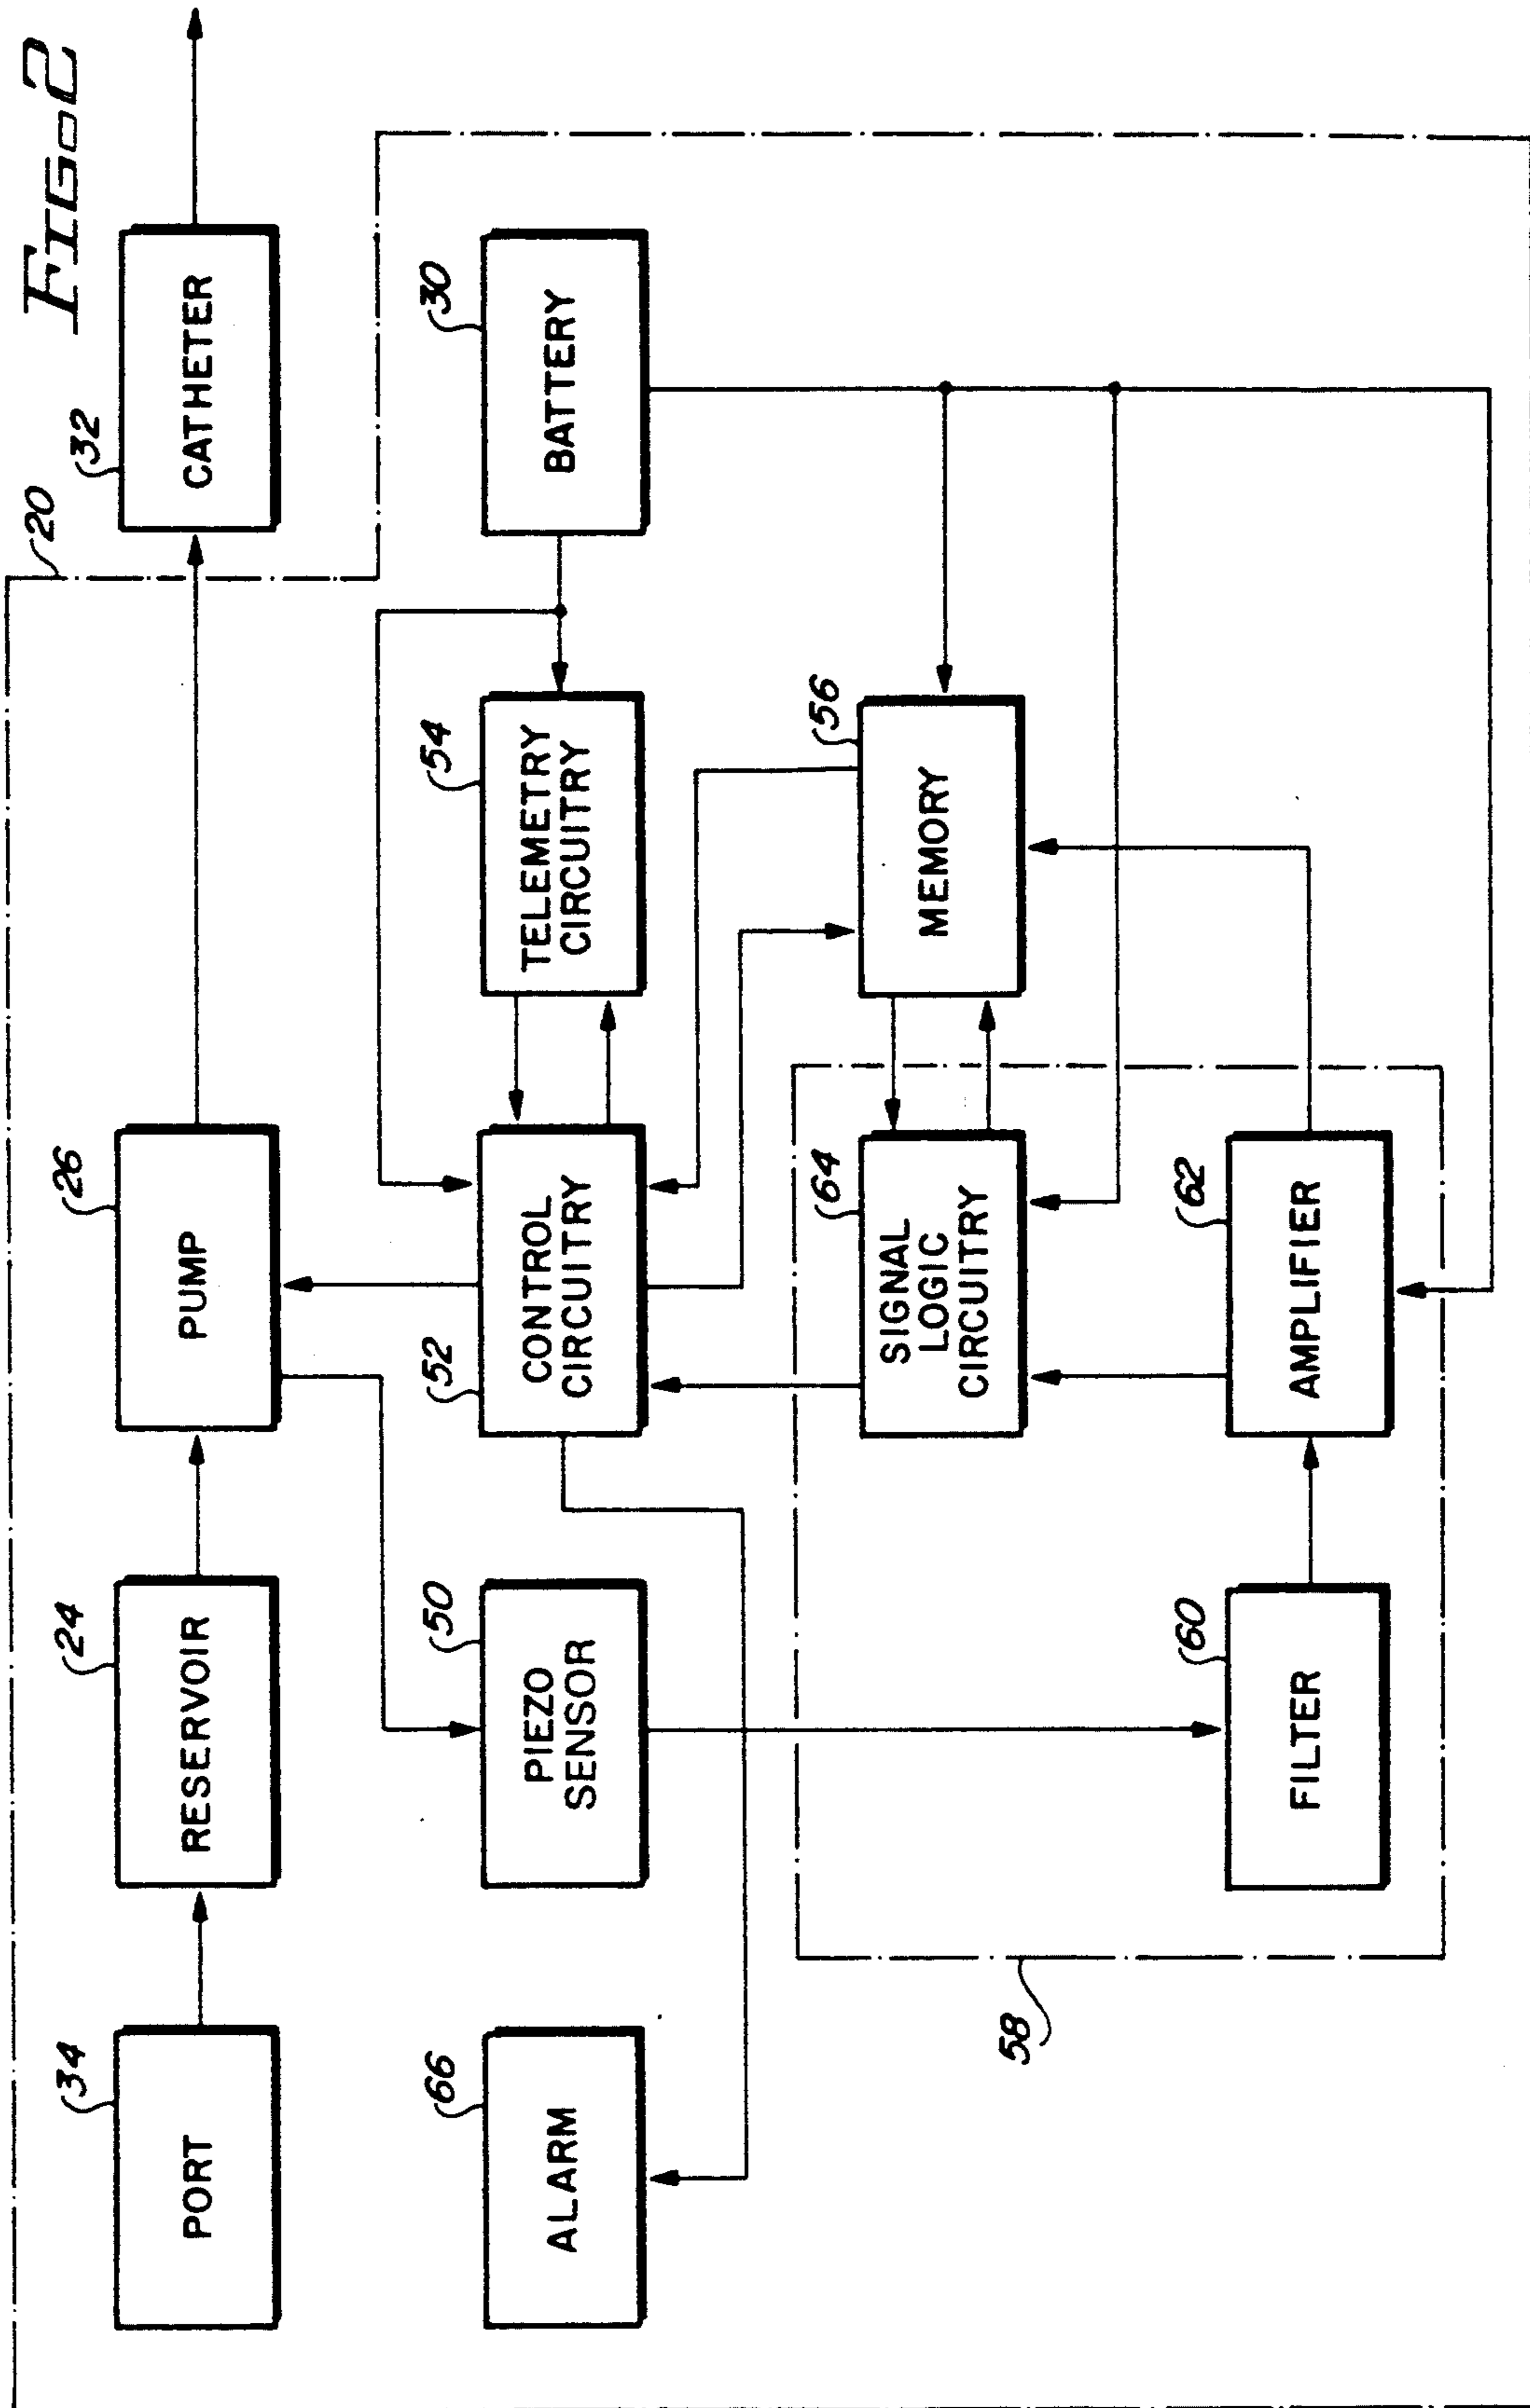 FIG. 2
20
34
PORT
24
RESERVOIR
26
PUMP
32
CATHETER
66
ALARM
50
PIEZO
SENSOR
52
CONTROL
CIRCUITRY
54
TELEMETRY
CIRCUITRY
30
BATTERY
64
SIGNAL
LOGIC
CIRCUITRY
56
MEMORY
58
60
FILTER
62
AMPLIFIER